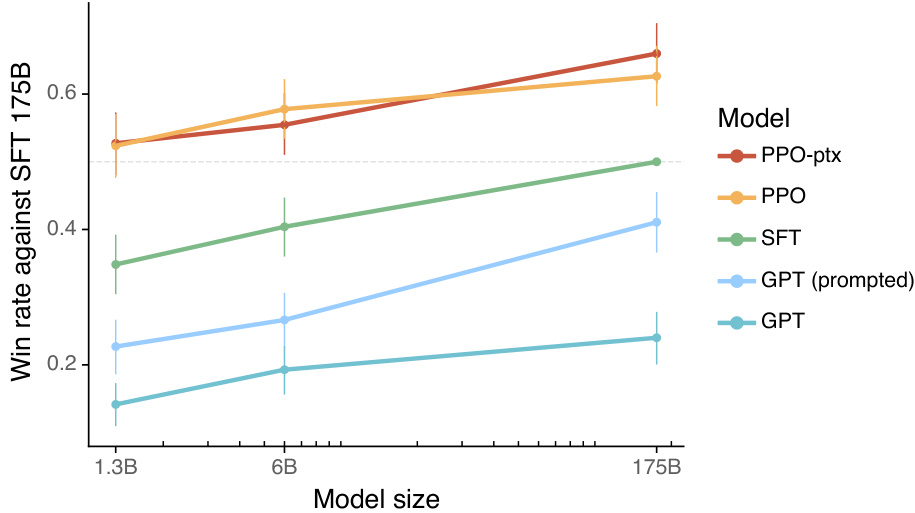 Win rate against SFT 175B
0.6
0.4
0.2
1.3B
6B
175B
Model size
Model
PPO-ptx
PPO
SFT
GPT (prompted)
GPT